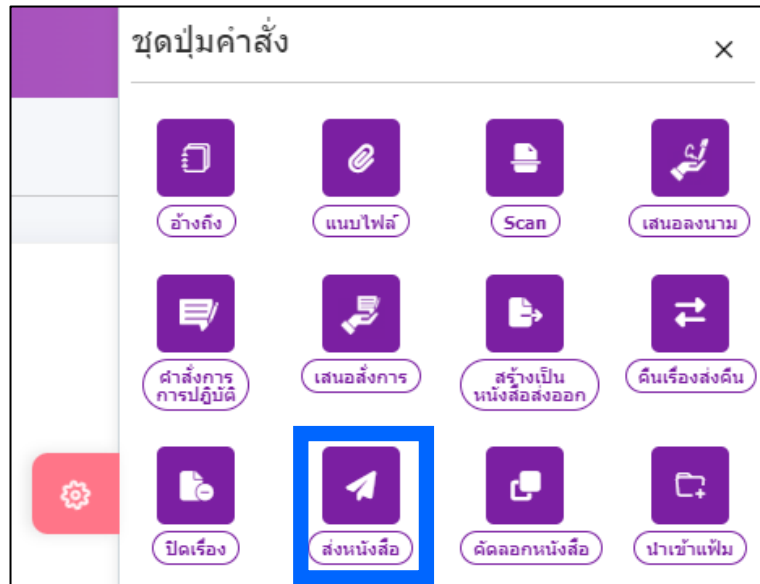 ชุดปุ่มคำสั่ง
อ้างถึง
แนบไฟล์
Scan
เสนอลงนาม
คำสั่งการ
การปฏิบัติ
เสนอสั่งการ
สร้างเป็น
หนังสือส่งออก
คืนเรื่องส่งคืน
ปิดเรื่อง
ส่งหนังสือ
คัดลอกหนังสือ
นำเข้าแฟ้ม